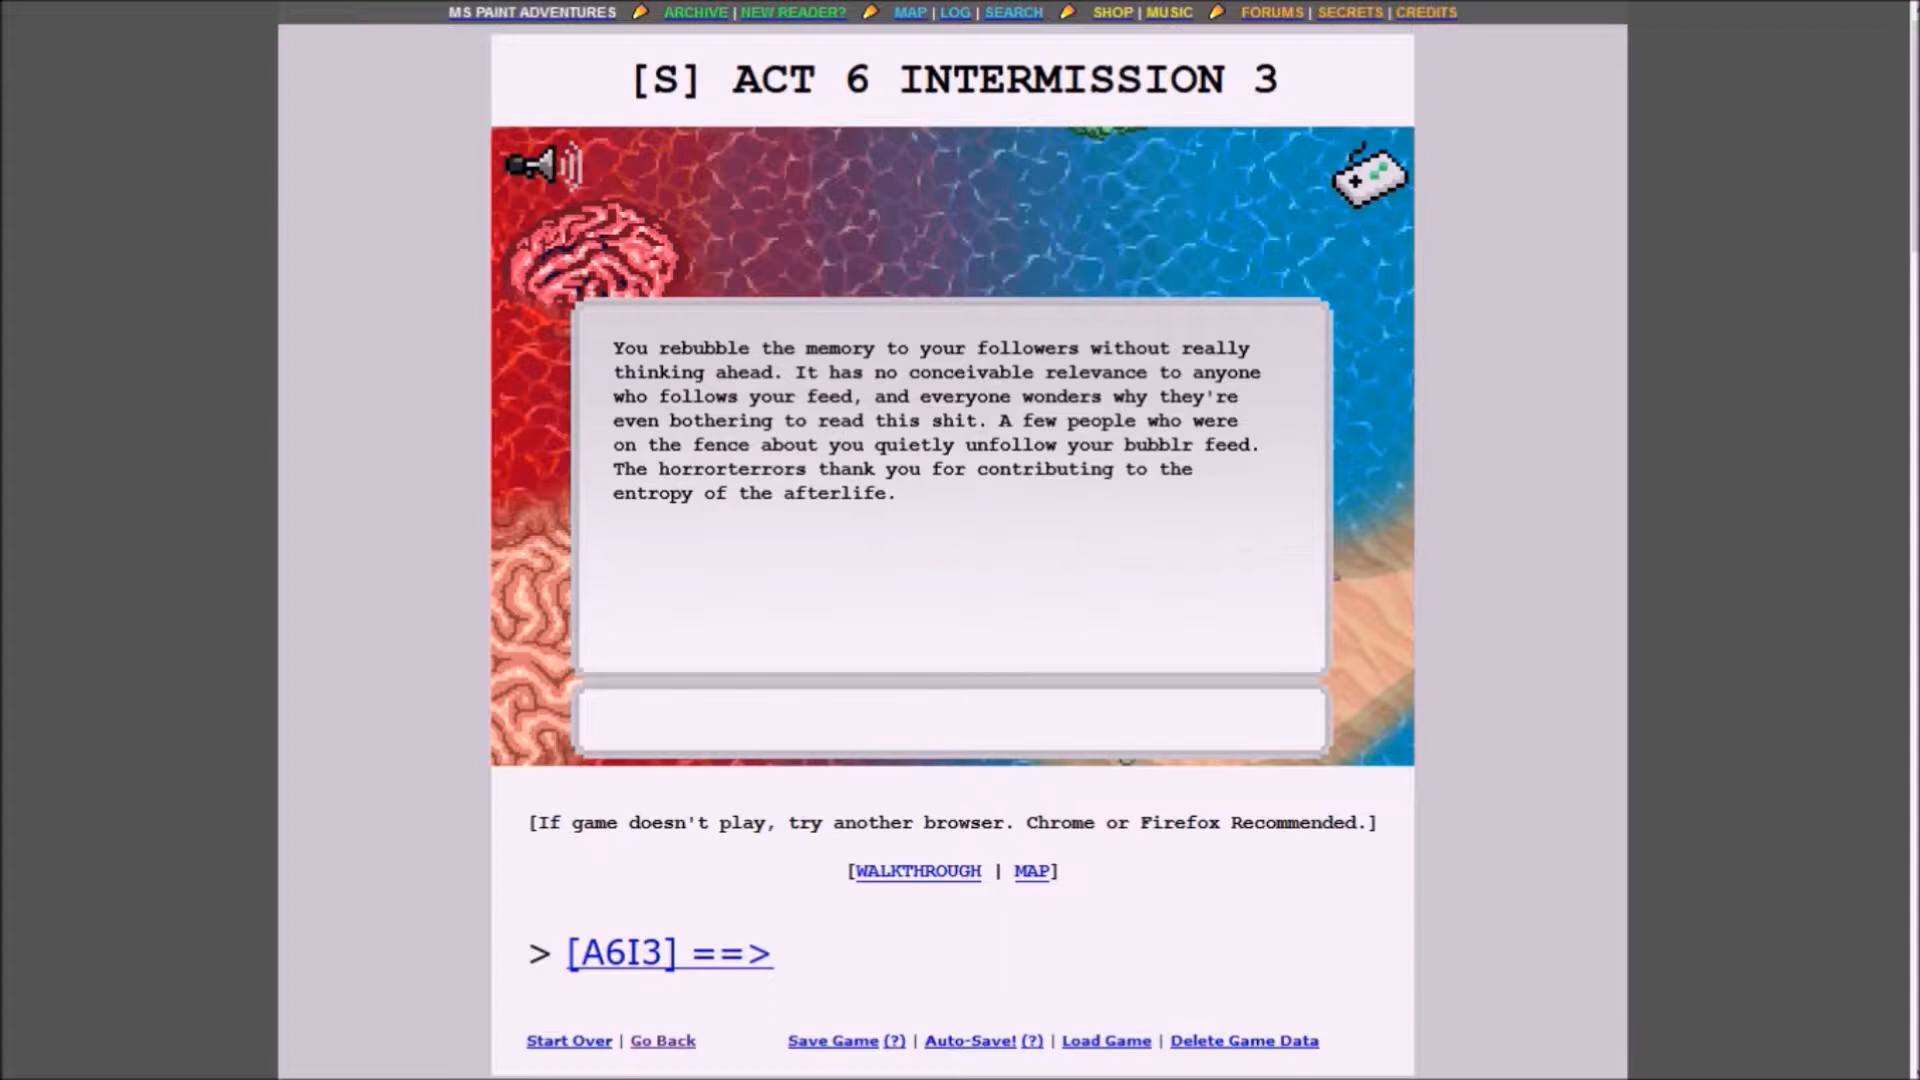 MS PAINT ADVENTURES ARCHIVE | NEW READER? MAP | LOG | SEARCH SHOP | MUSIC FORUMS | SECRETS | CREDITS
[S] ACT 6 INTERMISSION 3
You rebubble the memory to your followers without really
thinking ahead. It has no conceivable relevance to anyone
who follows your feed, and everyone wonders why they're
even bothering to read this shit. A few people who were
on the fence about you quietly unfollow your bubblr feed.
The horrorterrors thank you for contributing to the
entropy of the afterlife.
[If game doesn't play, try another browser. Chrome or Firefox Recommended.]
[WALKTHROUGH | MAP]
> [A6I3] ==>
Start Over | Go Back Save Game (?) | Auto-Save! (?) | Load Game | Delete Game Data